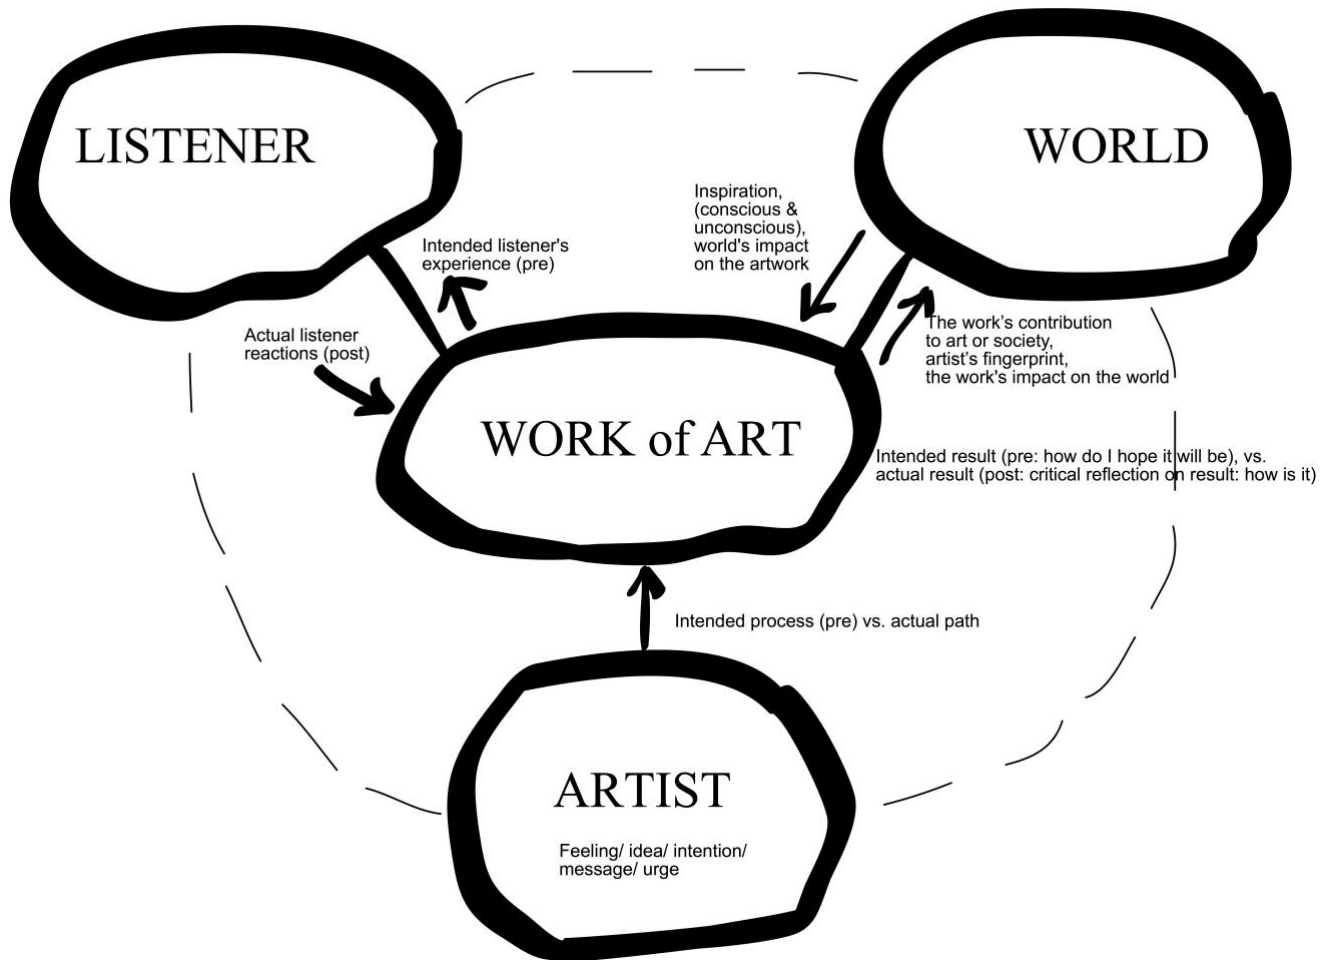 LISTENER
WORLD
Inspiration,
(conscious &
unconscious),
world's impact
on the artwork
Intended listener's
experience (pre)
The work’s contribution
to art or society,
artist’s fingerprint,
the work's impact on the world
Actual listener
reactions (post)
WORK of ART
Intended result (pre: how do I hope it will be), vs.
actual result (post: critical reflection on result: how is it)
Intended process (pre) vs. actual path
ARTIST
Feeling/ idea/ intention/
message/ urge